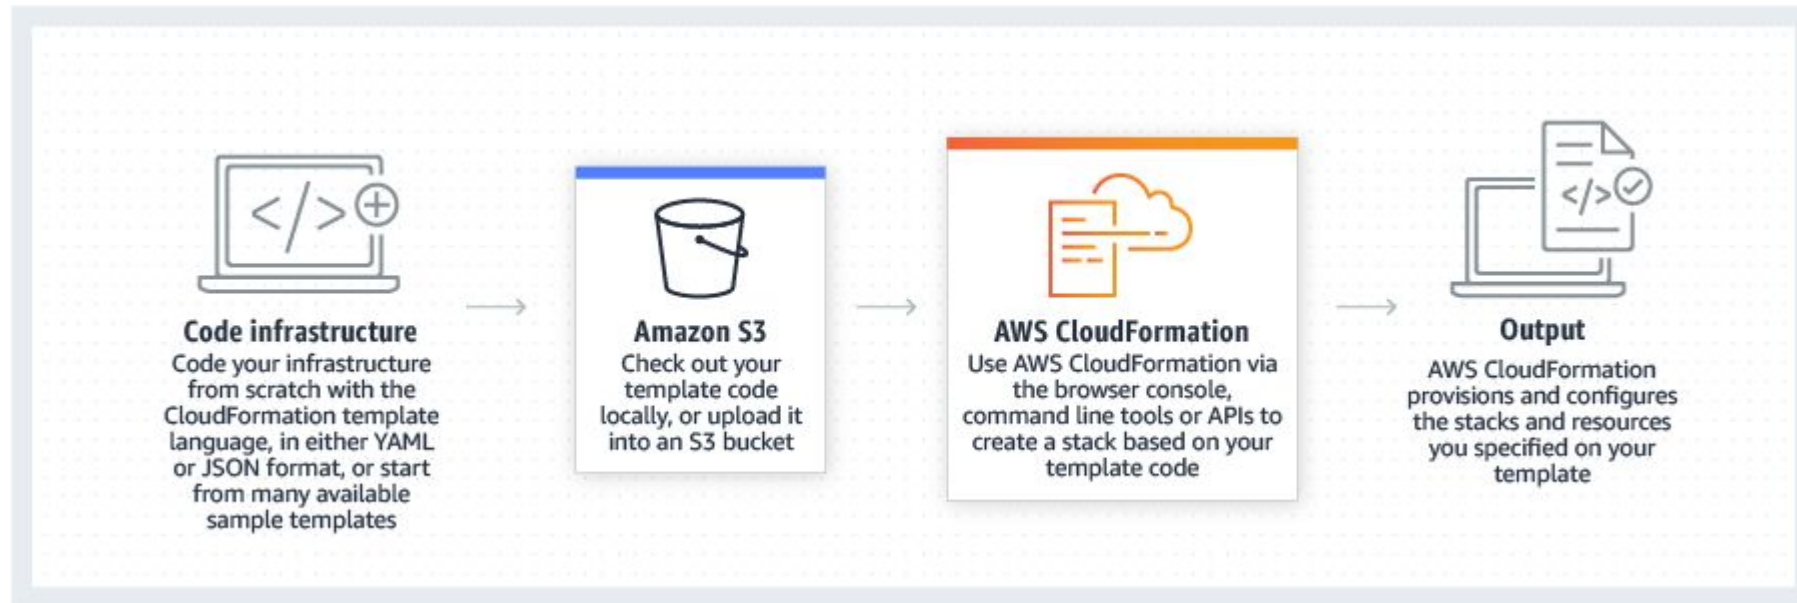 </>
Code infrastructure
Code your infrastructure
from scratch with the
CloudFormation template
language, in either YAML
or JSON format, or start
from many available
sample templates
Amazon S3
Check out your
template code
locally, or upload it
into an S3 bucket
AWS CloudFormation
Use AWS CloudFormation via
the browser console,
command line tools or APIs to
create a stack based on your
template code
</>
Output
AWS CloudFormation
provisions and configures
the stacks and resources
you specified on your
template